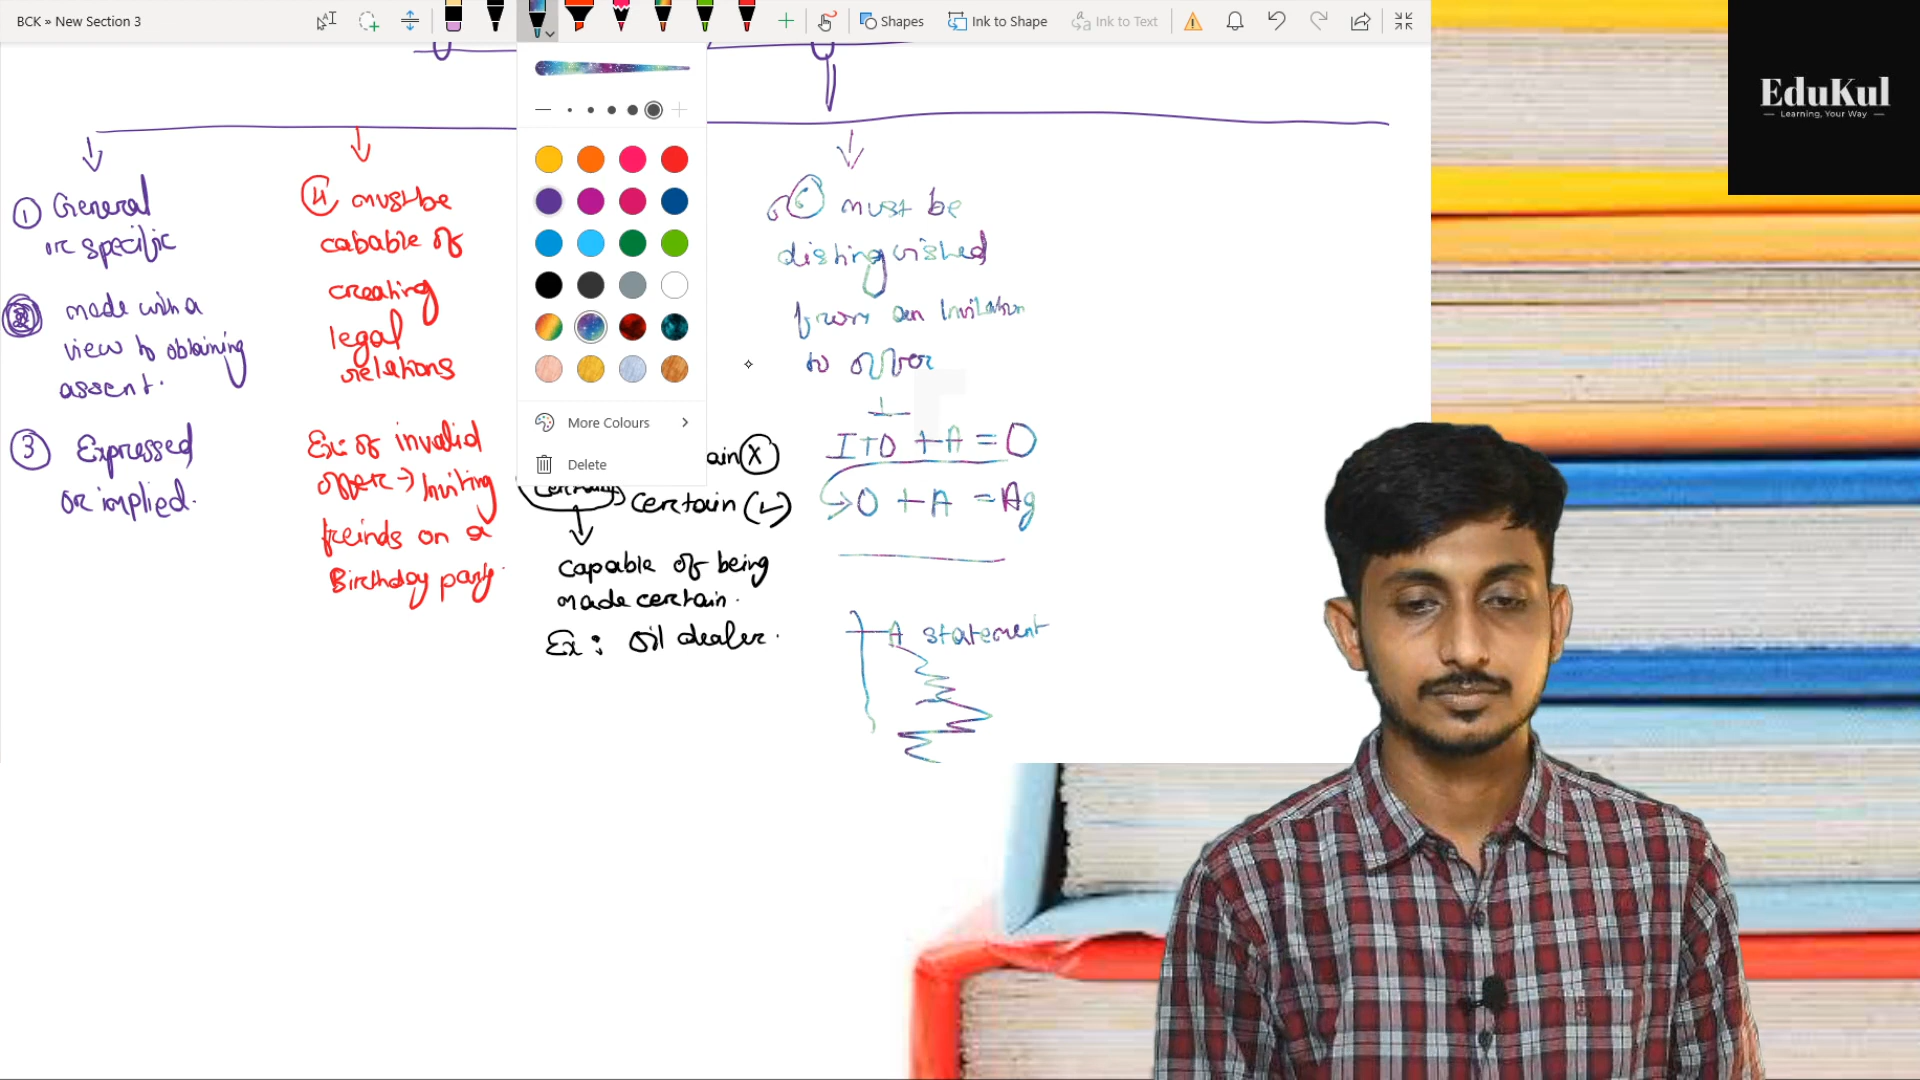 BCK » New Section 3
Shapes
Ink to Shape
Ink to Text
EduKul
Learning, Your Way
More Colours
Delete
① General
or specific
② made with a
view to obtaining
assent.
③ Expressed
or implied.
④ must be
cabable of
creating
legal
relations
Ex: of invalid
offer → Inviting
freinds on a
Birthday party.
ain (X)
certain (✓)
capable of being
made certain.
Ex: oil dealer.
⑥ must be
distinguished
from an Invitation
to offer
ITO + A = O
→ O + A = Ag
A statement